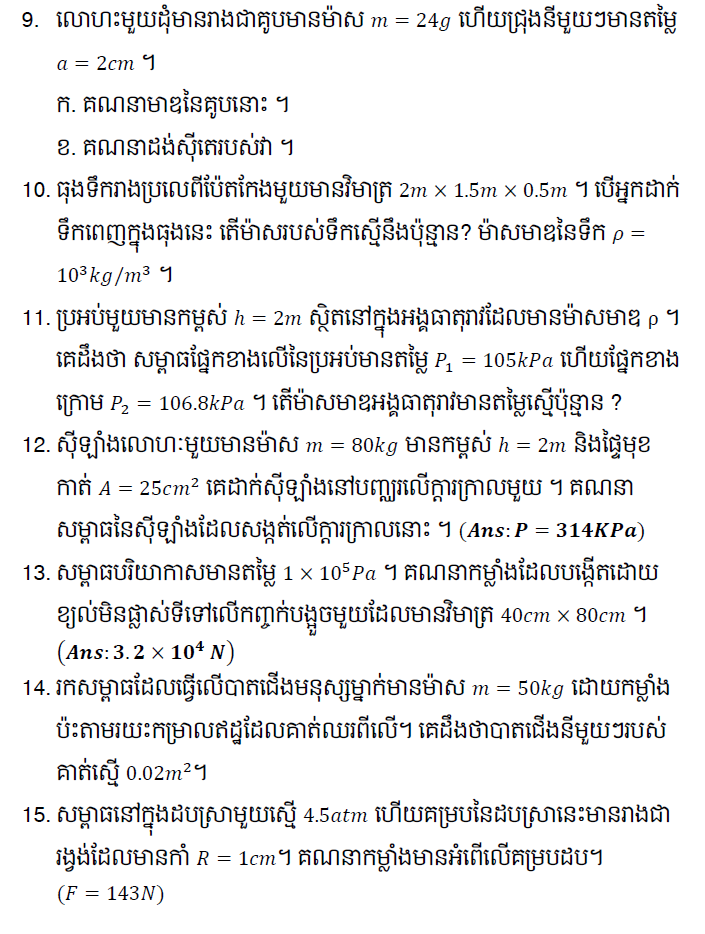 9. លោហះមួយដុំមានរាងជាគូបមានម៉ាស m = 24g ហើយជ្រុងនីមួយៗមានតម្លៃ
a = 2cm ។
ក. គណនាមាឌនៃគូបនោះ ។
ខ. គណនាដង់ស៊ីតេរបស់វា ។
10. ធុងទឹករាងប្រលេពីប៉ែតកែងមួយមានវិមាត្រ 2m × 1.5m × 0.5m ។ បើអ្នកដាក់
ទឹកពេញក្នុងធុងនេះ តើម៉ាសរបស់ទឹកស្មើនឹងប៉ុន្មាន? ម៉ាសមាឌនៃទឹក ρ =
10³kg/m³ ។
11. ប្រអប់មួយមានកម្ពស់ h = 2m ស្ថិតនៅក្នុងអង្គធាតុរាវដែលមានម៉ាសមាឌ ρ ។
គេដឹងថា សម្ពាធផ្នែកខាងលើនៃប្រអប់មានតម្លៃ P₁ = 105kPa ហើយផ្នែកខាង
ក្រោម P₂ = 106.8kPa ។ តើម៉ាសមាឌអង្គធាតុរាវមានតម្លៃស្មើប៉ុន្មាន ?
12. ស៊ីឡាំងលោហៈមួយមានម៉ាស m = 80kg មានកម្ពស់ h = 2m និងផ្ទៃមុខ
កាត់ A = 25cm² គេដាក់ស៊ីឡាំងនៅបញ្ឈរលើក្ដារក្រាលមួយ ។ គណនា
សម្ពាធនៃស៊ីឡាំងដែលសង្កត់លើក្ដារក្រាលនោះ ។ (Ans: P = 314KPa)
13. សម្ពាធបរិយាកាសមានតម្លៃ 1 × 10⁵Pa ។ គណនាកម្លាំងដែលបង្កើតដោយ
ខ្យល់មិនផ្លាស់ទីទៅលើកញ្ចក់បង្អួចមួយដែលមានវិមាត្រ 40cm × 80cm ។
(Ans: 3.2 × 10⁴ N)
14. រកសម្ពាធដែលធ្វើលើបាតជើងមនុស្សម្នាក់មានម៉ាស m = 50kg ដោយកម្លាំង
ប៉ះតាមរយះកម្រាលឥដ្ឋដែលគាត់ឈរពីលើ។ គេដឹងថាបាតជើងនីមួយៗរបស់
គាត់ស្មើ 0.02m²។
15. សម្ពាធនៅក្នុងដបស្រាមួយស្មើ 4.5atm ហើយគម្របនៃដបស្រានេះមានរាងជា
រង្វង់ដែលមានកាំ R = 1cm។ គណនាកម្លាំងមានអំពើលើគម្របដប។
(F = 143N)